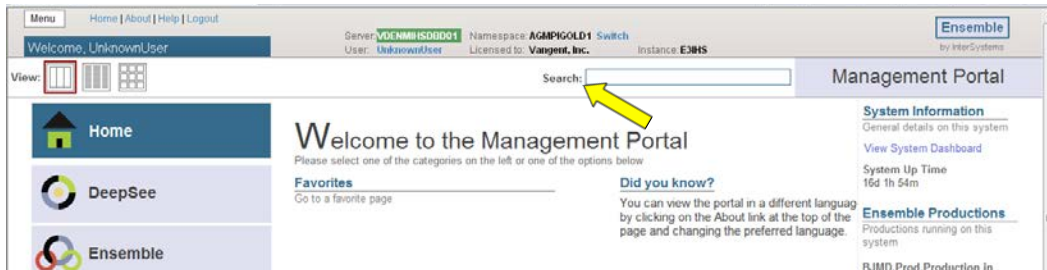 Menu Home | About | Help | Logout
Server: VDENMIHSDBD01 Namespace: AGMPIGOLD1 Switch
User: UnknownUser Licensed to: Vangent, Inc. Instance: E3IHS
Ensemble
by InterSystems
Welcome, UnknownUser
View:
Search:
Management Portal
Home
DeepSee
Ensemble
Welcome to the Management Portal
Please select one of the categories on the left or one of the options below
Favorites
Go to a favorite page
Did you know?
You can view the portal in a different languag
by clicking on the About link at the top of the
page and changing the preferred language.
System Information
General details on this system
View System Dashboard
System Up Time
16d 1h 54m
Ensemble Productions
Productions running on this
system
BJMD.Prod.Production in